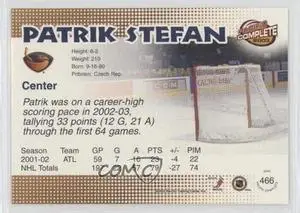 PATRIK STEFAN
COMPLETE
Height: 6-2
Weight: 210
Born: 9-16-80
Pribram, Czech Rep.
Center
Patrik was on a career-high
scoring pace in 2002-03,
tallying 33 points (12 G, 21 A)
through the first 64 games.
Season Team GP G A Pts +/- PIM
2001-02 ATL 59 7 16 23 -4 22
NHL Totals -27 74
466